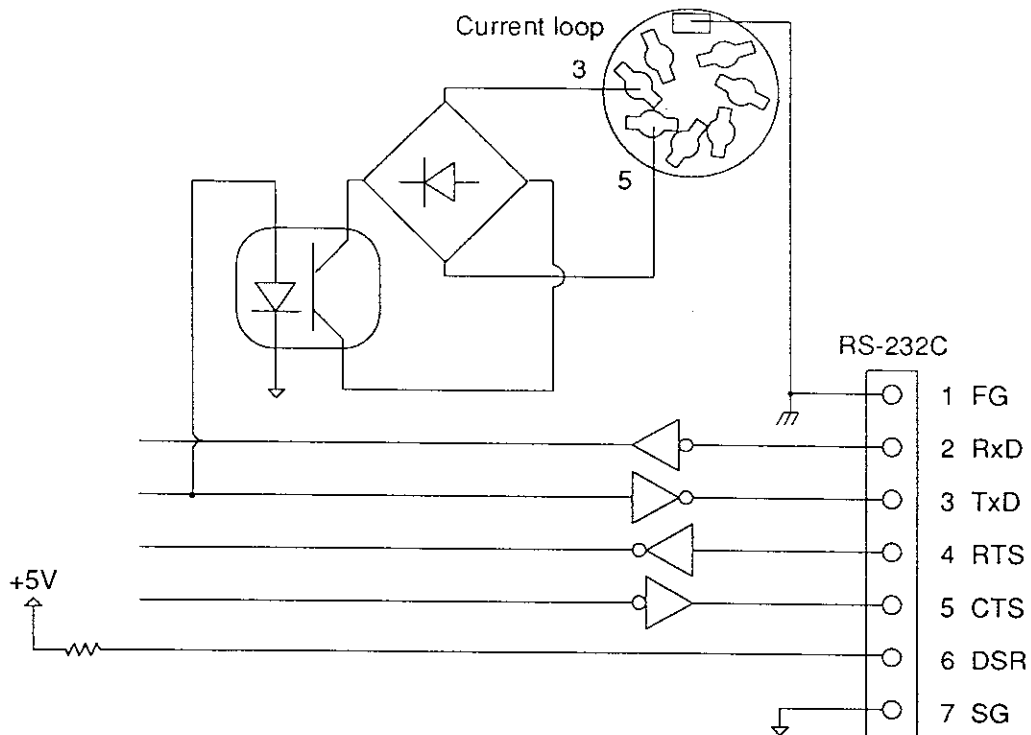 Current loop
3
5
RS-232C
1 FG
2 RxD
3 TxD
4 RTS
+5V
5 CTS
6 DSR
7 SG